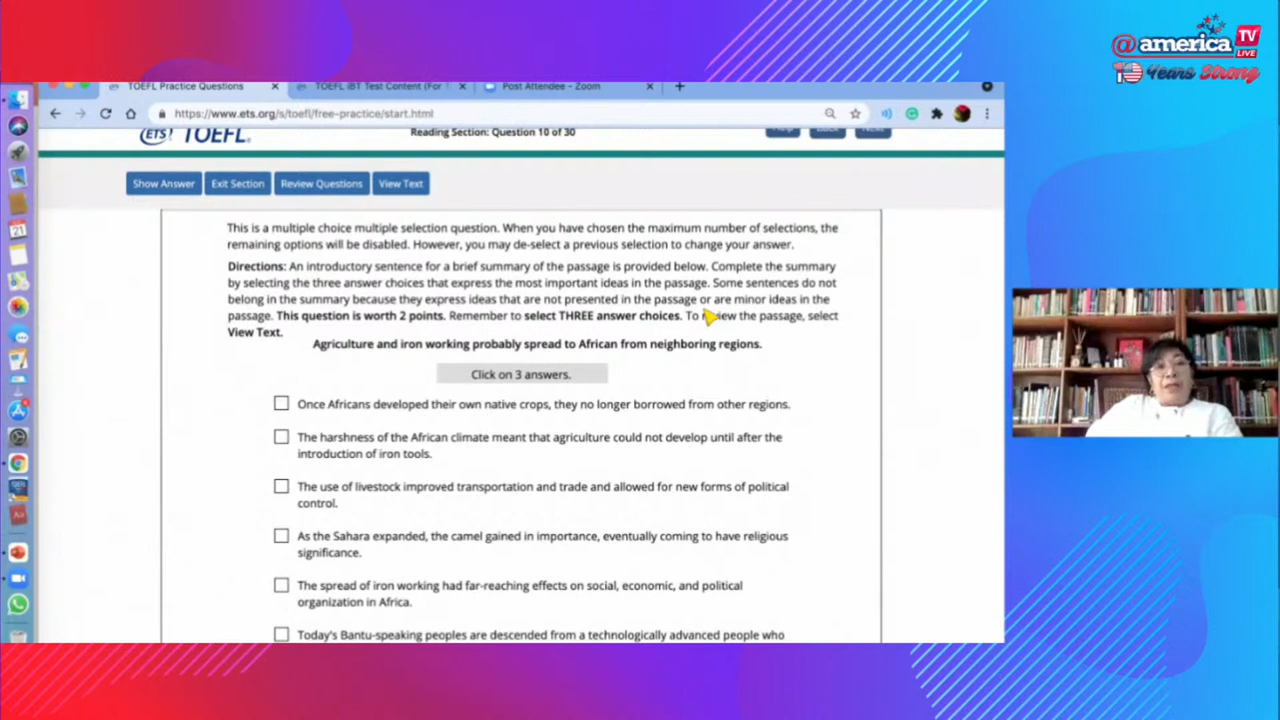 @america TV
LIVE
10 Years Strong
TOEFL Practice Questions
TOEFL iBT Test Content (For
Post Attendee - Zoom
https://www.ets.org/s/toefl/free-practice/start.html
ETS TOEFL
Reading Section: Question 10 of 30
Help
Back
Next
Show Answer
Exit Section
Review Questions
View Text
This is a multiple choice multiple selection question. When you have chosen the maximum number of selections, the
remaining options will be disabled. However, you may de-select a previous selection to change your answer.
Directions: An introductory sentence for a brief summary of the passage is provided below. Complete the summary
by selecting the three answer choices that express the most important ideas in the passage. Some sentences do not
belong in the summary because they express ideas that are not presented in the passage or are minor ideas in the
passage. This question is worth 2 points. Remember to select THREE answer choices. To review the passage, select
View Text.
Agriculture and iron working probably spread to African from neighboring regions.
Click on 3 answers.
Once Africans developed their own native crops, they no longer borrowed from other regions.
The harshness of the African climate meant that agriculture could not develop until after the
introduction of iron tools.
The use of livestock improved transportation and trade and allowed for new forms of political
control.
As the Sahara expanded, the camel gained in importance, eventually coming to have religious
significance.
The spread of iron working had far-reaching effects on social, economic, and political
organization in Africa.
Today's Bantu-speaking peoples are descended from a technologically advanced people who